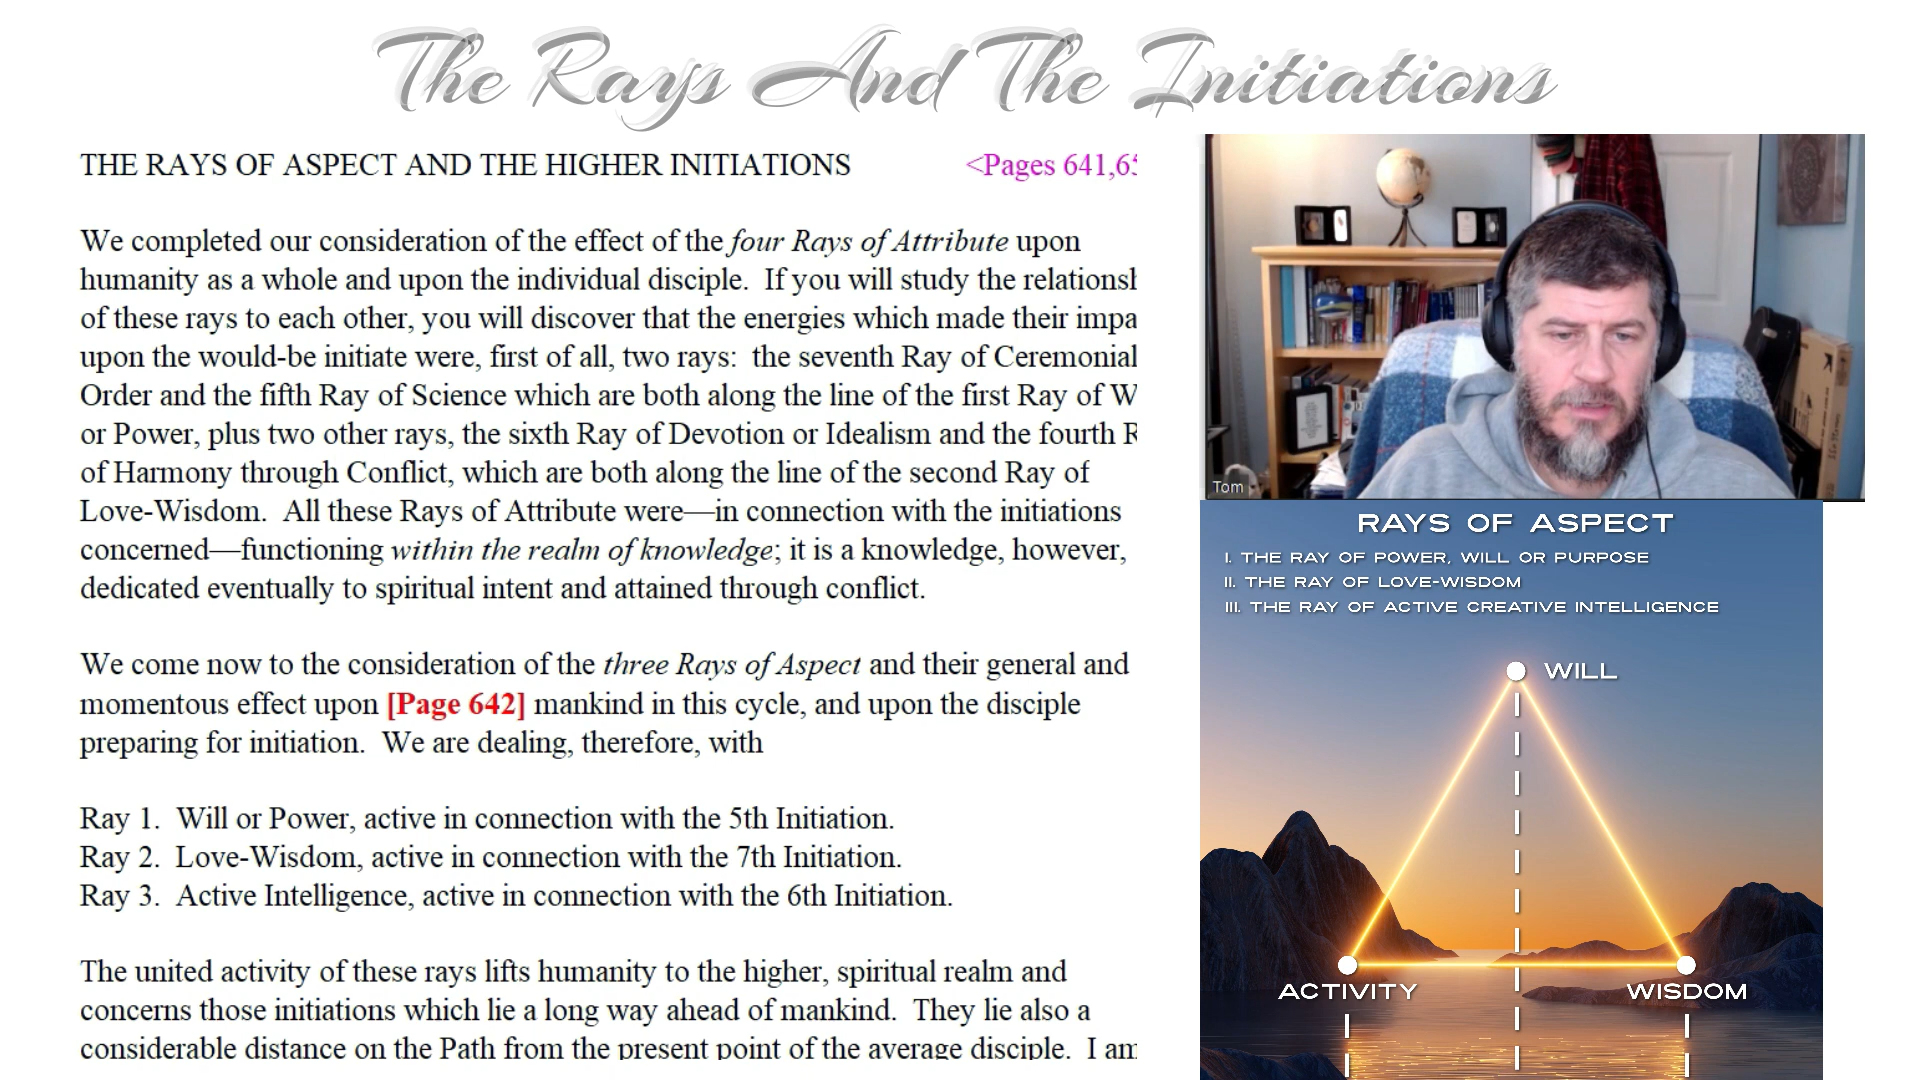 The Rays And The Initiations
THE RAYS OF ASPECT AND THE HIGHER INITIATIONS <Pages 641,65
We completed our consideration of the effect of the four Rays of Attribute upon
humanity as a whole and upon the individual disciple. If you will study the
of these rays to each other, you will discover that the energies which made their
upon the would-be initiate were, first of all, two rays: the seventh Ray of Ceremonial
Order and the fifth Ray of Science which are both along the line of the first Ray of
or Power, plus two other rays, the sixth Ray of Devotion or Idealism and the fourth
of Harmony through Conflict, which are both along the line of the second Ray of
Love-Wisdom. All these Rays of Attribute were—in connection with the initiations
concerned—functioning within the realm of knowledge; it is a knowledge, however,
dedicated eventually to spiritual intent and attained through conflict.
We come now to the consideration of the three Rays of Aspect and their general and
momentous effect upon [Page 642] mankind in this cycle, and upon the disciple
preparing for initiation. We are dealing, therefore, with
Ray 1. Will or Power, active in connection with the 5th Initiation.
Ray 2. Love-Wisdom, active in connection with the 7th Initiation.
Ray 3. Active Intelligence, active in connection with the 6th Initiation.
The united activity of these rays lifts humanity to the higher, spiritual realm and
concerns those initiations which lie a long way ahead of mankind. They lie also a
considerable distance on the Path from the present point of the average disciple. I am
Tom
RAYS OF ASPECT
I. THE RAY OF POWER, WILL OR PURPOSE
II. THE RAY OF LOVE-WISDOM
III. THE RAY OF ACTIVE CREATIVE INTELLIGENCE
WILL
ACTIVITY
WISDOM